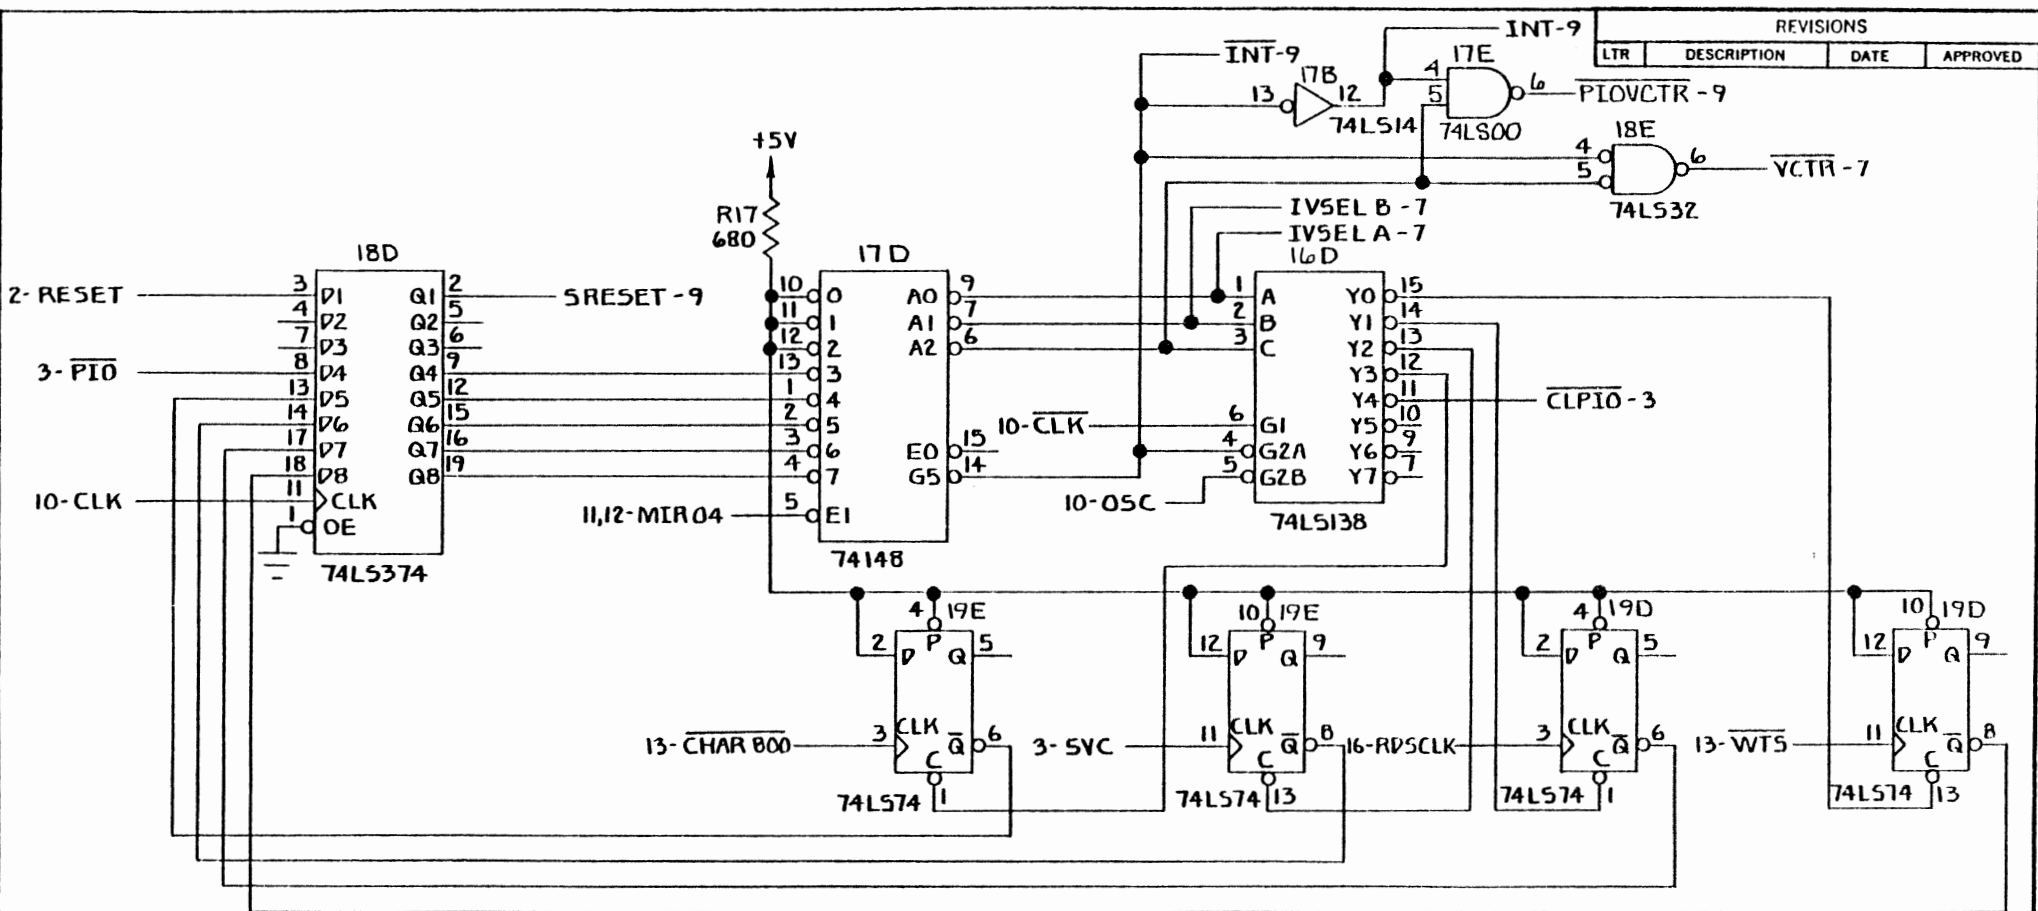 REVISIONS
LTR DESCRIPTION DATE APPROVED
INT-9
INT-9
17B
13 12
74LS14
17E
4
5
6
PIOVCTR-9
74LS00
18E
4
5
6
VCTR-7
74LS32
+5V
R17
680
IVSEL B-7
IVSEL A-7
18D
2-RESET 3 D1 Q1 2 SRESET-9
4 D2 Q2 5
7 D3 Q3 6
3-PIO 8 D4 Q4 9
13 D5 Q5 12
14 D6 Q6 15
17 D7 Q7 16
18 D8 Q8 19
10-CLK 11 CLK
1 OE
74LS374
17D
10 0 A0 9
11 1 A1 7
12 2 A2 6
13 3
1 4
2 5
3 6 EO 15
4 7 GS 14
11,12-MIR04 5 EI
74148
16D
1 A Y0 15
2 B Y1 14
3 C Y2 13
Y3 12
Y4 11 CLPIO-3
10-CLK 6 G1 Y5 10
4 G2A Y6 9
10-OSC 5 G2B Y7 7
74LS138
4 19E
2 D P Q 5
13-CHAR B00 3 CLK Q 6
C
74LS74 1
10 19E
12 D P Q 9
3-SVC 11 CLK Q 8
C
74LS74 13
4 19D
2 D P Q 5
16-RDSCLK 3 CLK Q 6
C
74LS74 1
10 19D
12 D P Q 9
13-WTS 11 CLK Q 8
C
74LS74 13